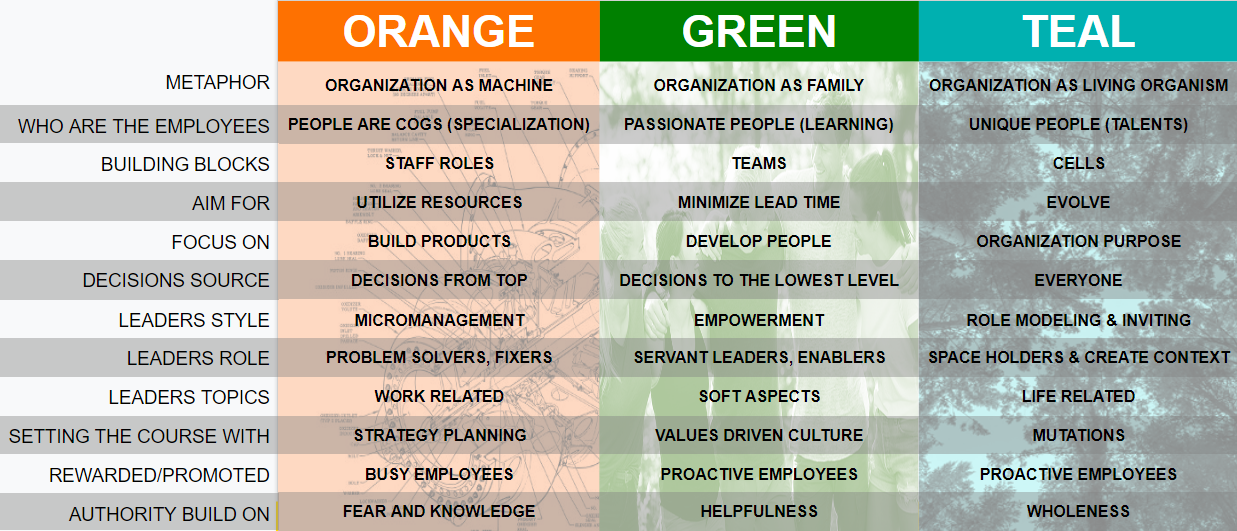 ORANGE GREEN TEAL
METAPHOR ORGANIZATION AS MACHINE ORGANIZATION AS FAMILY ORGANIZATION AS LIVING ORGANISM
WHO ARE THE EMPLOYEES PEOPLE ARE COGS (SPECIALIZATION) PASSIONATE PEOPLE (LEARNING) UNIQUE PEOPLE (TALENTS)
BUILDING BLOCKS STAFF ROLES TEAMS CELLS
AIM FOR UTILIZE RESOURCES MINIMIZE LEAD TIME EVOLVE
FOCUS ON BUILD PRODUCTS DEVELOP PEOPLE ORGANIZATION PURPOSE
DECISIONS SOURCE DECISIONS FROM TOP DECISIONS TO THE LOWEST LEVEL EVERYONE
LEADERS STYLE MICROMANAGEMENT EMPOWERMENT ROLE MODELING & INVITING
LEADERS ROLE PROBLEM SOLVERS, FIXERS SERVANT LEADERS, ENABLERS SPACE HOLDERS & CREATE CONTEXT
LEADERS TOPICS WORK RELATED SOFT ASPECTS LIFE RELATED
SETTING THE COURSE WITH STRATEGY PLANNING VALUES DRIVEN CULTURE MUTATIONS
REWARDED/PROMOTED BUSY EMPLOYEES PROACTIVE EMPLOYEES PROACTIVE EMPLOYEES
AUTHORITY BUILD ON FEAR AND KNOWLEDGE HELPFULNESS WHOLENESS